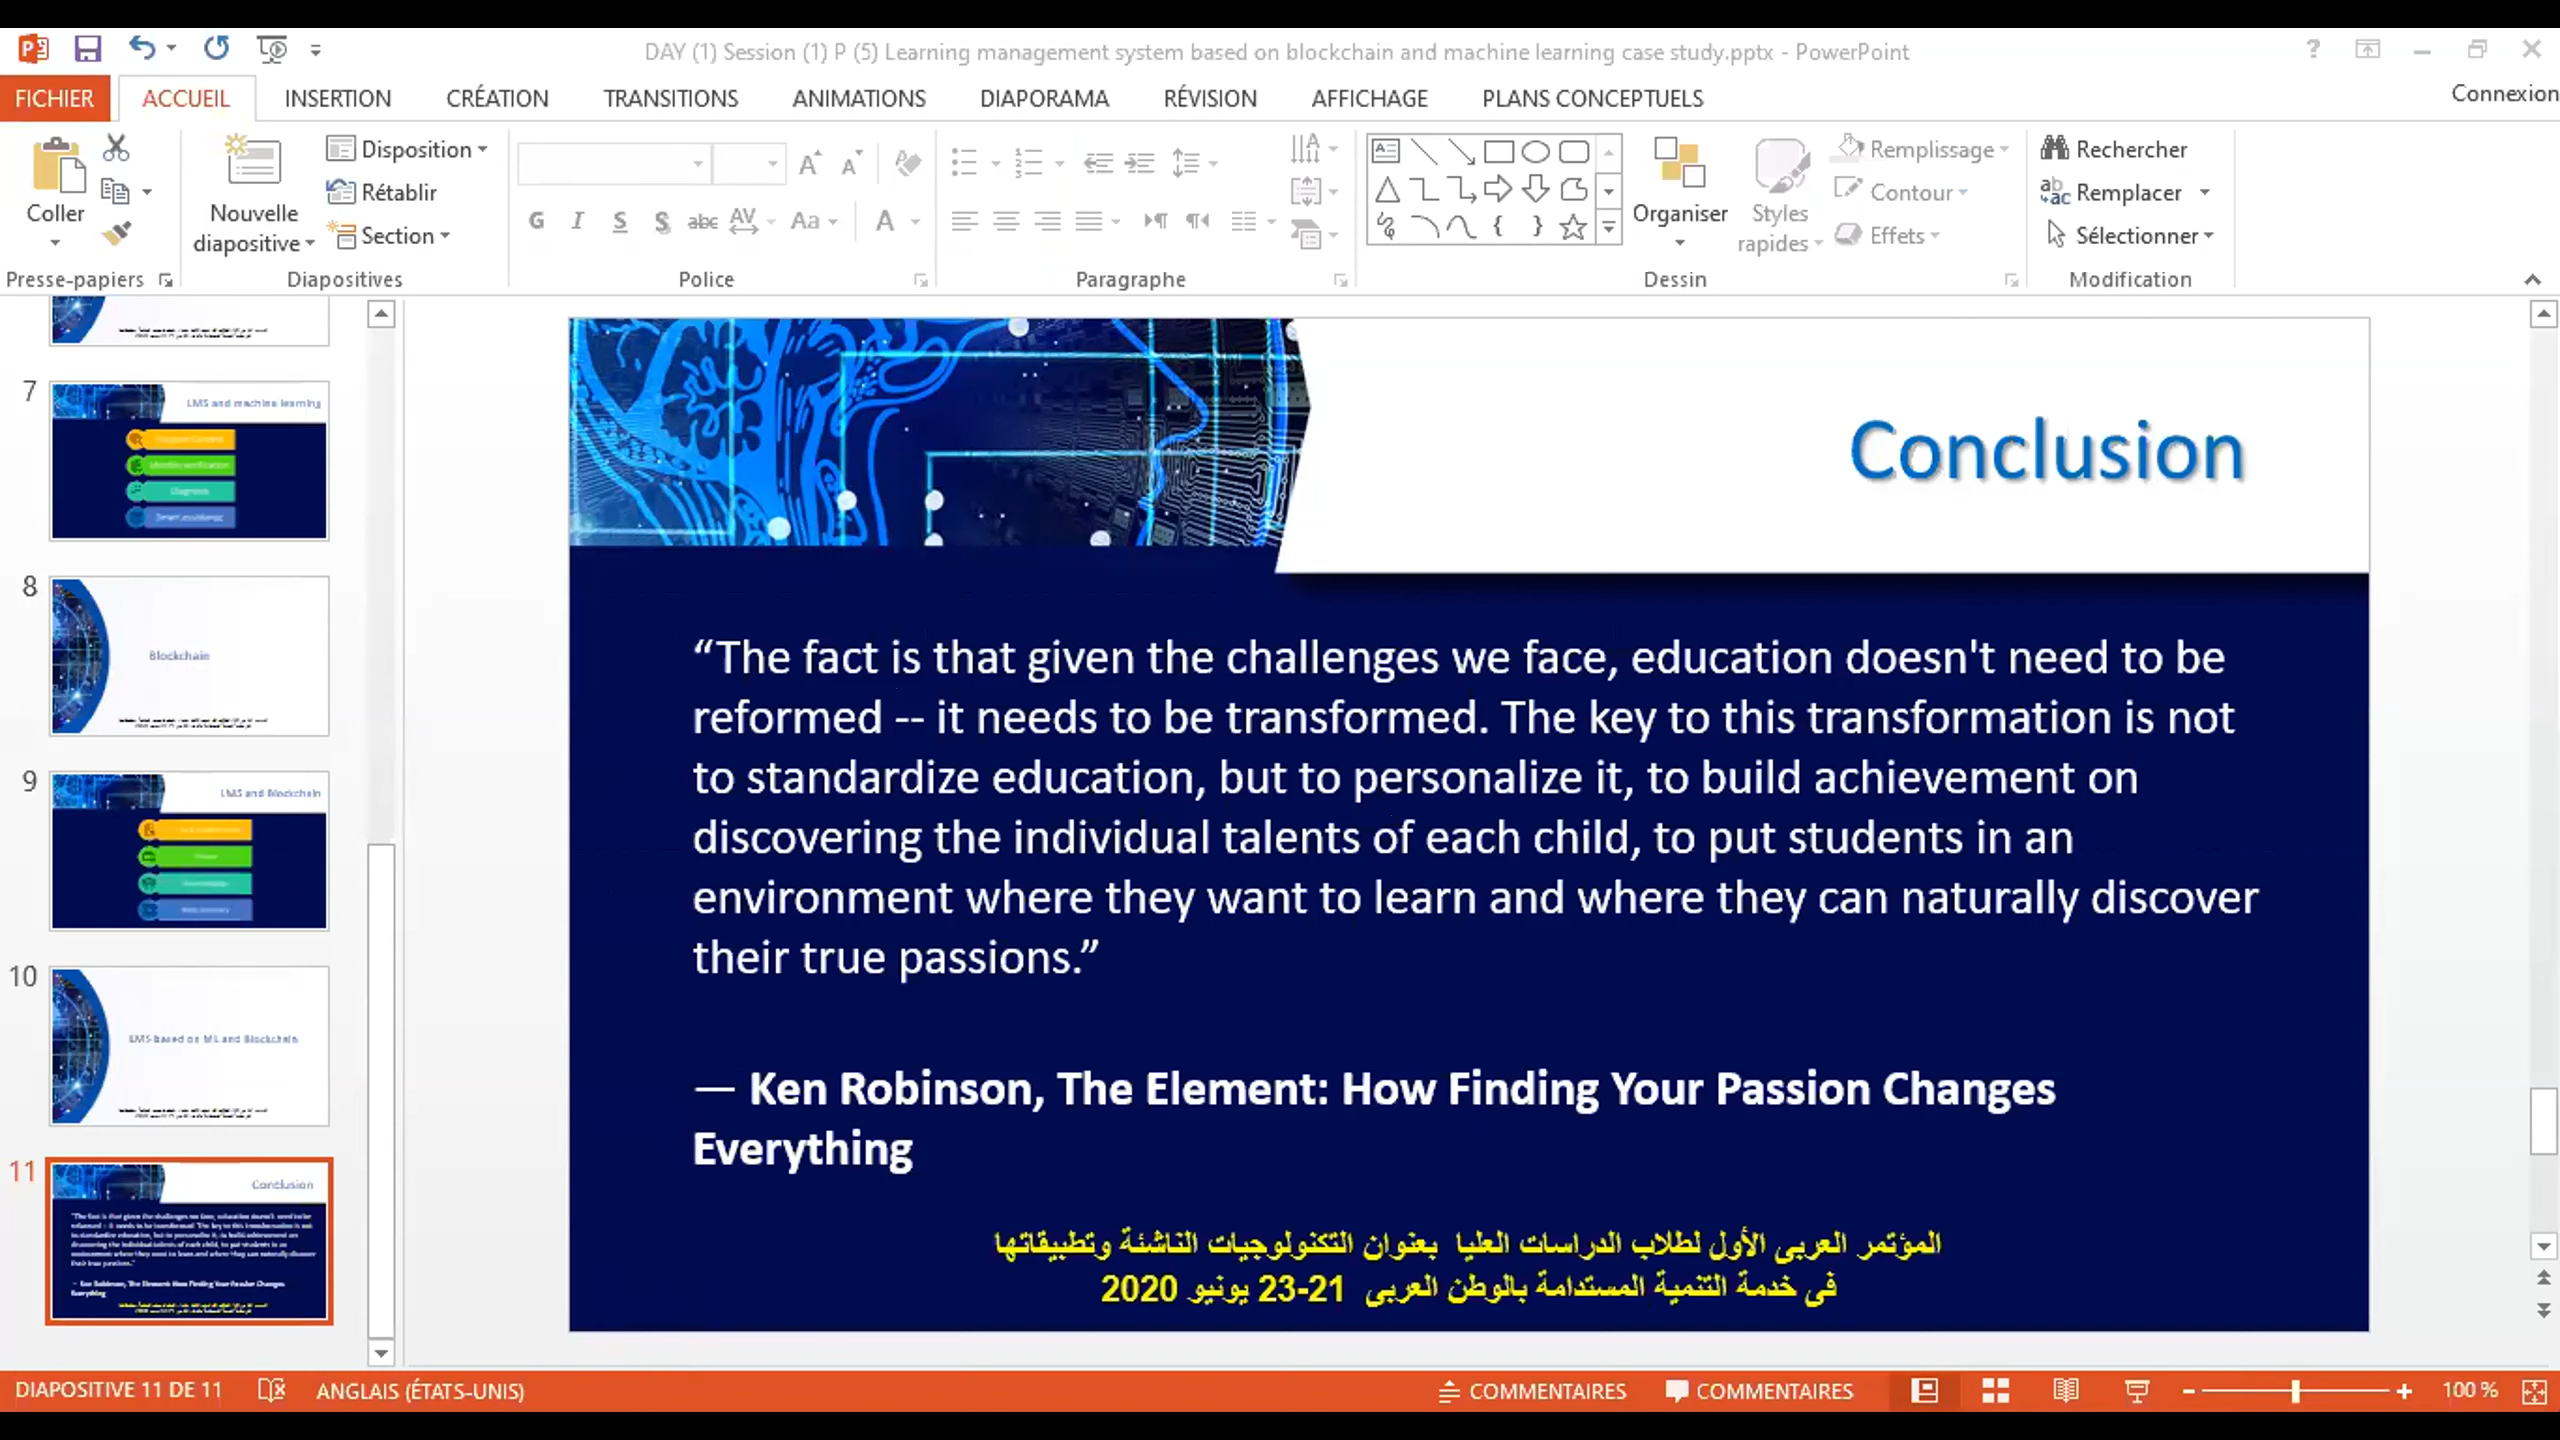 DAY (1) Session (1) P (5) Learning management system based on blockchain and machine learning case study.pptx - PowerPoint
FICHIER ACCUEIL INSERTION CRÉATION TRANSITIONS ANIMATIONS DIAPORAMA RÉVISION AFFICHAGE PLANS CONCEPTUELS Connexion
Coller
Nouvelle
diapositive
Disposition
Rétablir
Section
Organiser
Styles
rapides
Remplissage
Contour
Effets
Rechercher
Remplacer
Sélectionner
Presse-papiers Diapositives Police Paragraphe Dessin Modification
7
LMS and machine learning
8
Blockchain
9
LMS and Blockchain
10
LMS based on ML and Blockchain
11
Conclusion
Conclusion
“The fact is that given the challenges we face, education doesn't need to be
reformed -- it needs to be transformed. The key to this transformation is not
to standardize education, but to personalize it, to build achievement on
discovering the individual talents of each child, to put students in an
environment where they want to learn and where they can naturally discover
their true passions.”
— Ken Robinson, The Element: How Finding Your Passion Changes
Everything
المؤتمر العربى الأول لطلاب الدراسات العليا بعنوان التكنولوجيات الناشئة وتطبيقاتها
فى خدمة التنمية المستدامة بالوطن العربى 21-23 يونيو 2020
DIAPOSITIVE 11 DE 11 ANGLAIS (ÉTATS-UNIS) COMMENTAIRES COMMENTAIRES 100 %